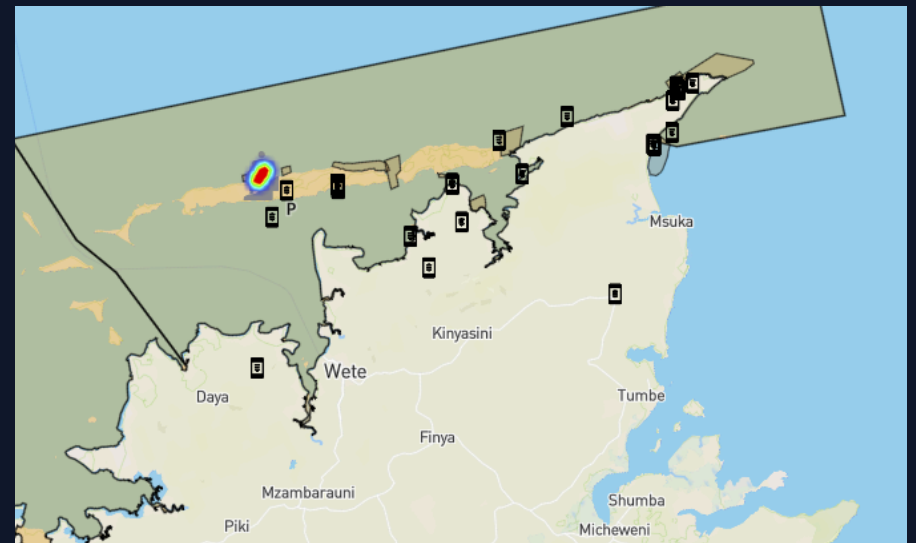 P
Msuka
Kinyasini
Wete
Daya
Tumbe
Finya
Mzambarauni
Shumba
Piki
Micheweni